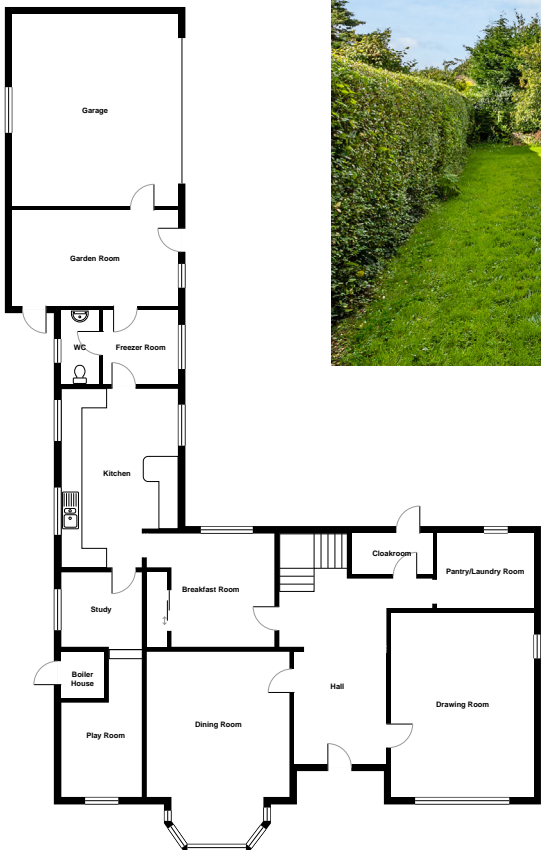 Garage
Garden Room
WC
Freezer Room
Kitchen
Cloakroom
Pantry/Laundry Room
Breakfast Room
Study
Boiler
House
Hall
Drawing Room
Dining Room
Play Room